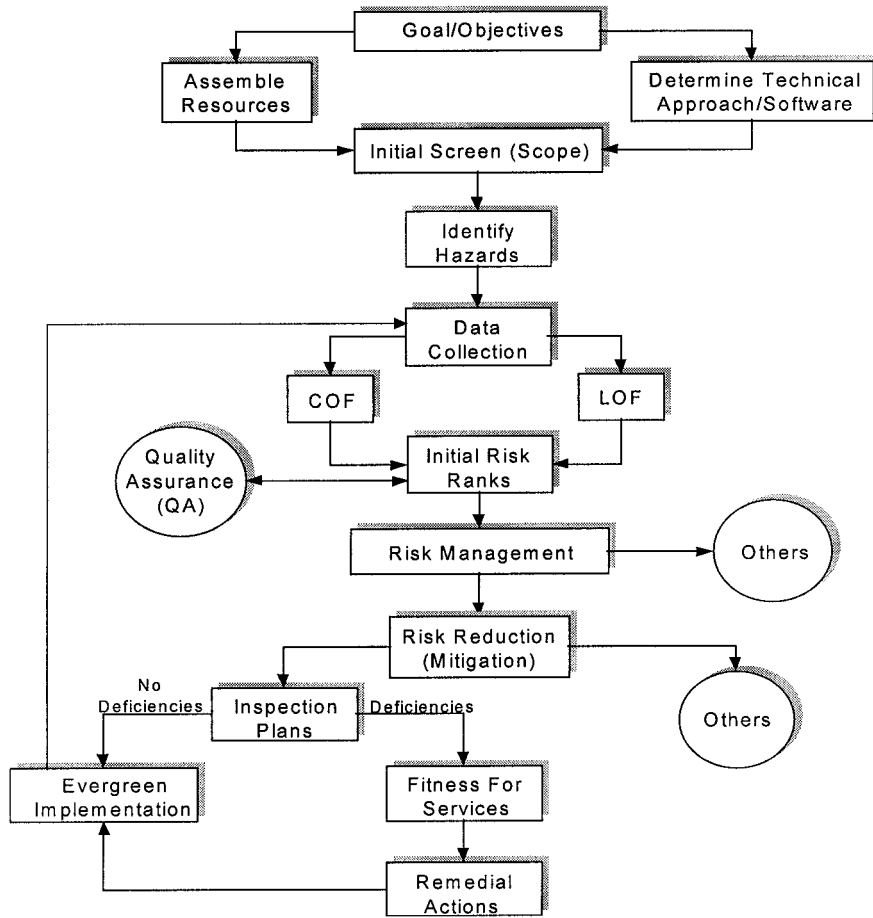 Goal/Objectives
Assemble
Resources
Determine Technical
Approach/Software
Initial Screen (Scope)
Identify
Hazards
Data
Collection
COF
LOF
Quality
Assurance
(QA)
Initial Risk
Ranks
Risk Management
Others
Risk Reduction
(Mitigation)
Others
No
Deficiencies
Inspection
Plans
Deficiencies
Evergreen
Implementation
Fitness For
Services
Remedial
Actions